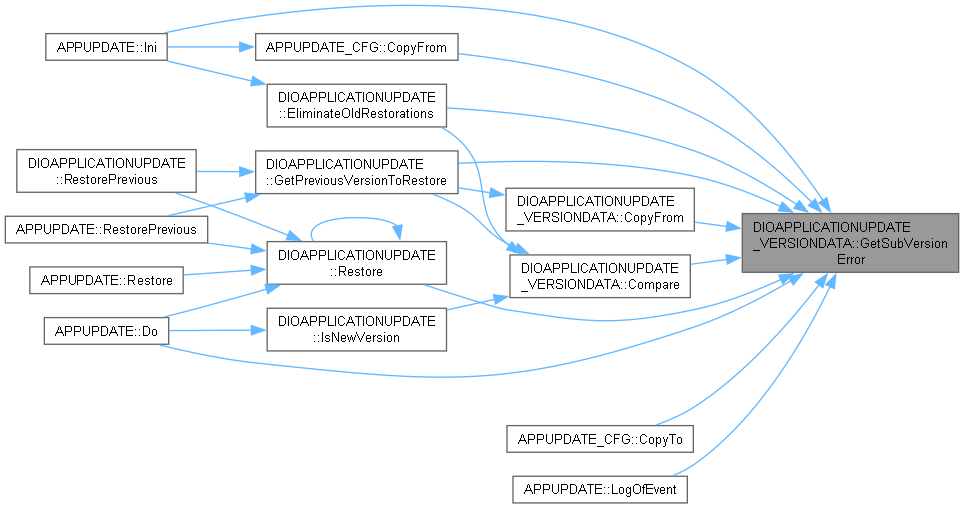 APPUPDATE::Ini
APPUPDATE_CFG::CopyFrom
DIOAPPLICATIONUPDATE
::EliminateOldRestorations
DIOAPPLICATIONUPDATE
::RestorePrevious
DIOAPPLICATIONUPDATE
::GetPreviousVersionToRestore
DIOAPPLICATIONUPDATE
_VERSIONDATA::CopyFrom
APPUPDATE::RestorePrevious
DIOAPPLICATIONUPDATE
_VERSIONDATA::GetSubVersion
Error
DIOAPPLICATIONUPDATE
::Restore
APPUPDATE::Restore
DIOAPPLICATIONUPDATE
_VERSIONDATA::Compare
APPUPDATE::Do
DIOAPPLICATIONUPDATE
::IsNewVersion
APPUPDATE_CFG::CopyTo
APPUPDATE::LogOfEvent